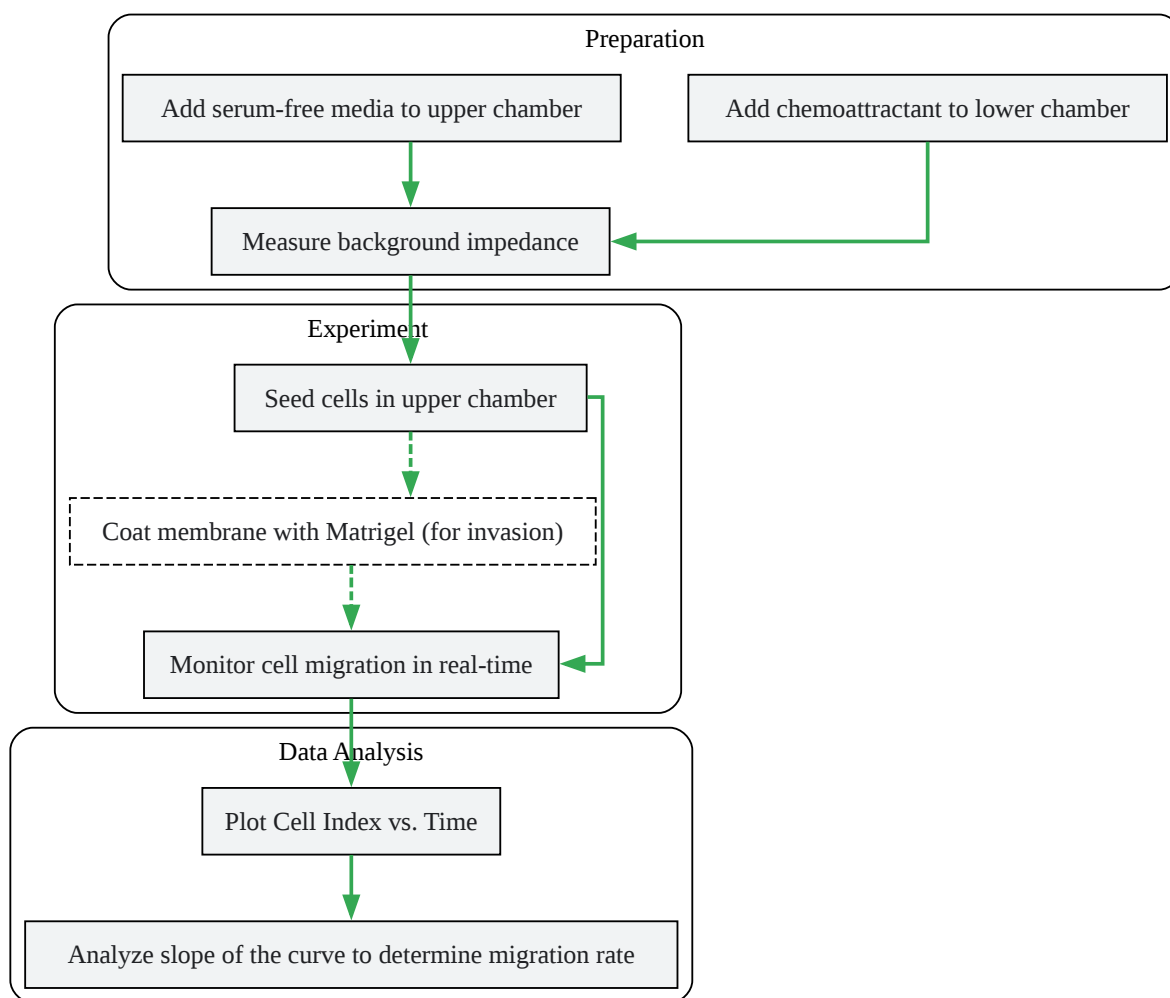 Preparation
Add serum-free media to upper chamber
Add chemoattractant to lower chamber
Measure background impedance
Experiment
Seed cells in upper chamber
Coat membrane with Matrigel (for invasion)
Monitor cell migration in real-time
Data Analysis
Plot Cell Index vs. Time
Analyze slope of the curve to determine migration rate